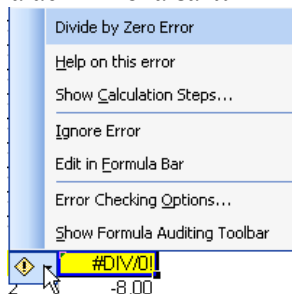 Divide by Zero Error
Help on this error
Show Calculation Steps...
Ignore Error
Edit in Formula Bar
Error Checking Options...
Show Formula Auditing Toolbar
#DIV/0!
2 -8.00